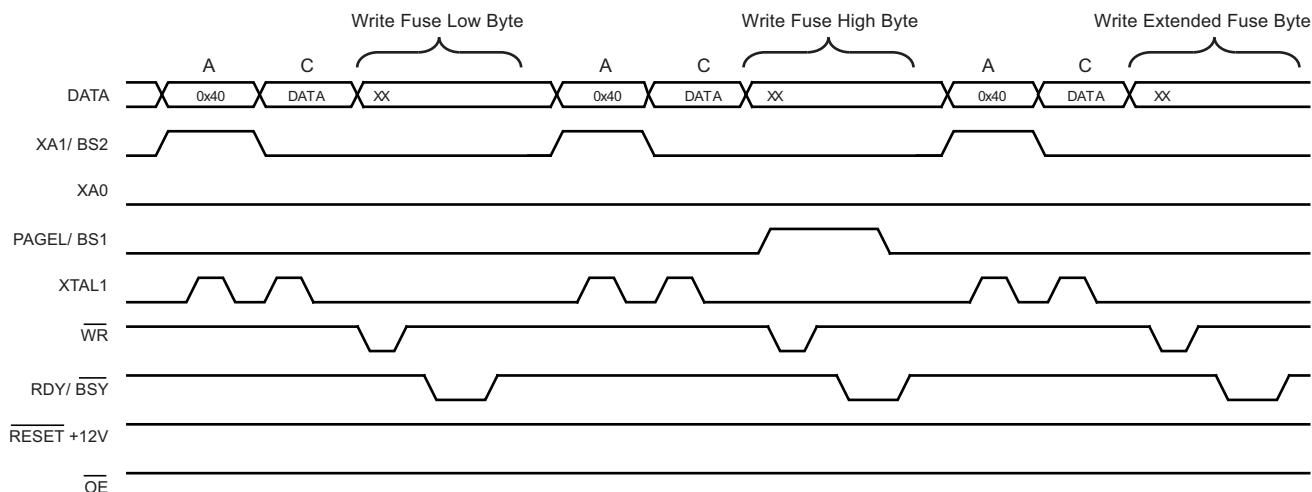 Write Fuse Low Byte Write Fuse High Byte Write Extended Fuse Byte
A C A C A C
DATA 0x40 DATA XX 0x40 DATA XX 0x40 DATA XX
XA1/ BS2
XA0
PAGEL/ BS1
XTAL1
WR
RDY/ BSY
RESET +12V
OE